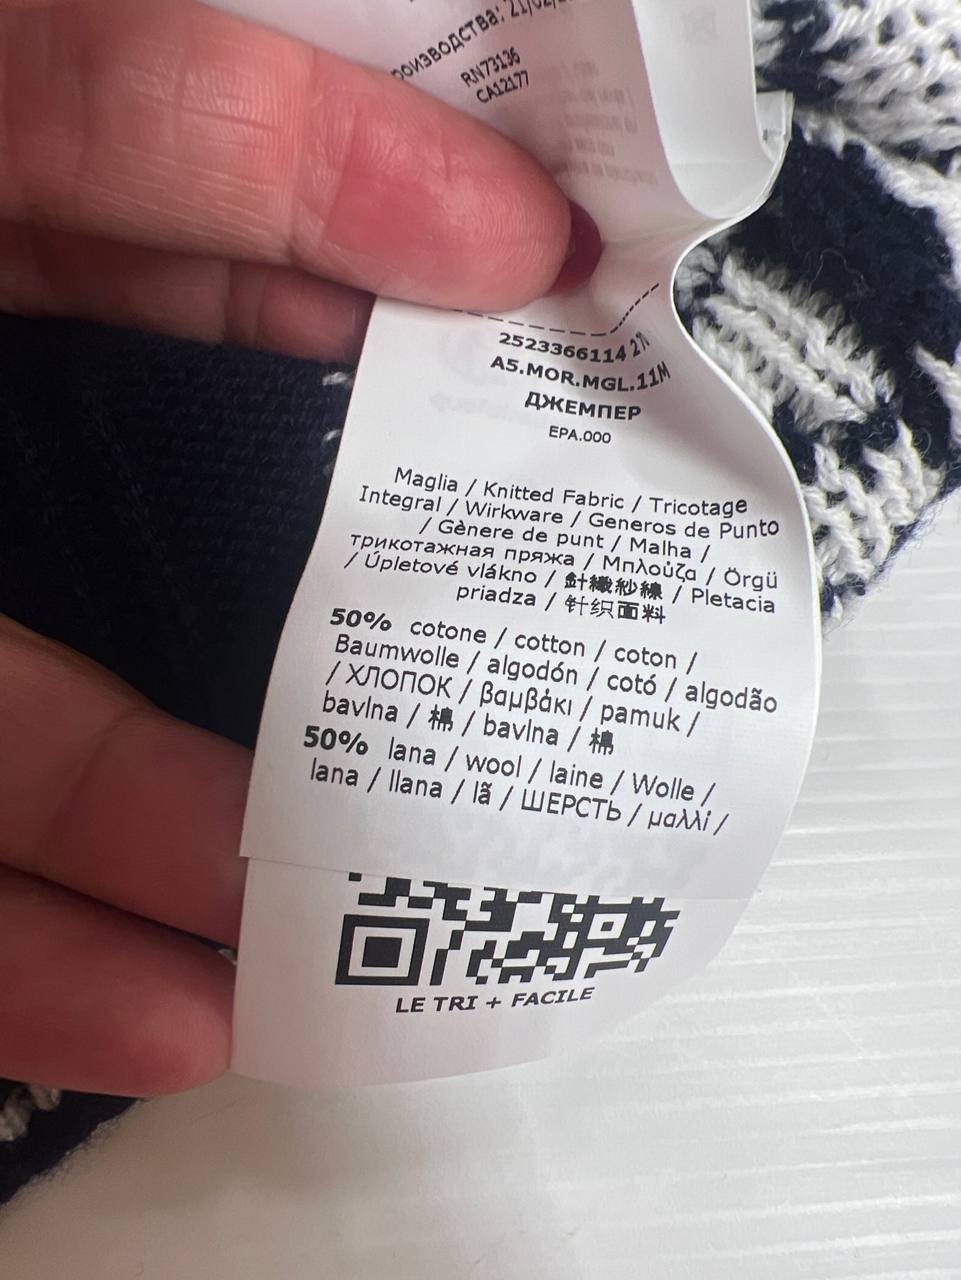 роизводства: 21/02/
RN73136
CA12177
2523366114
A5.MOR.MGL.11M
ДЖЕМПЕР
EPA.000
Maglia / Knitted Fabric / Tricotage
Integral / Wirkware / Generos de Punto
/ Gènere de punt / Malha /
трикотажная пряжа / Μπλούζα / Örgü
/ Úpletové vlákno / 針織紗線 / Pletacia
priadza / 针织面料
50% cotone / cotton / coton /
Baumwolle / algodón / cotó / algodão
/ ХЛОПОК / βαμβάκι / pamuk /
bavlna / 棉 / bavlna / 棉
50% lana / wool / laine / Wolle /
lana / llana / lã / ШЕРСТЬ / μαλλί /
LE TRI + FACILE